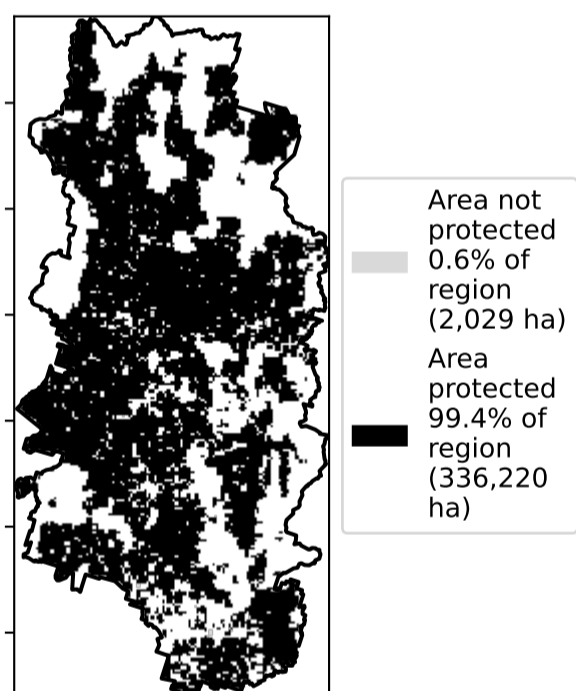 Area not
protected
0.6% of
region
(2,029 ha)
Area
protected
99.4% of
region
(336,220
ha)